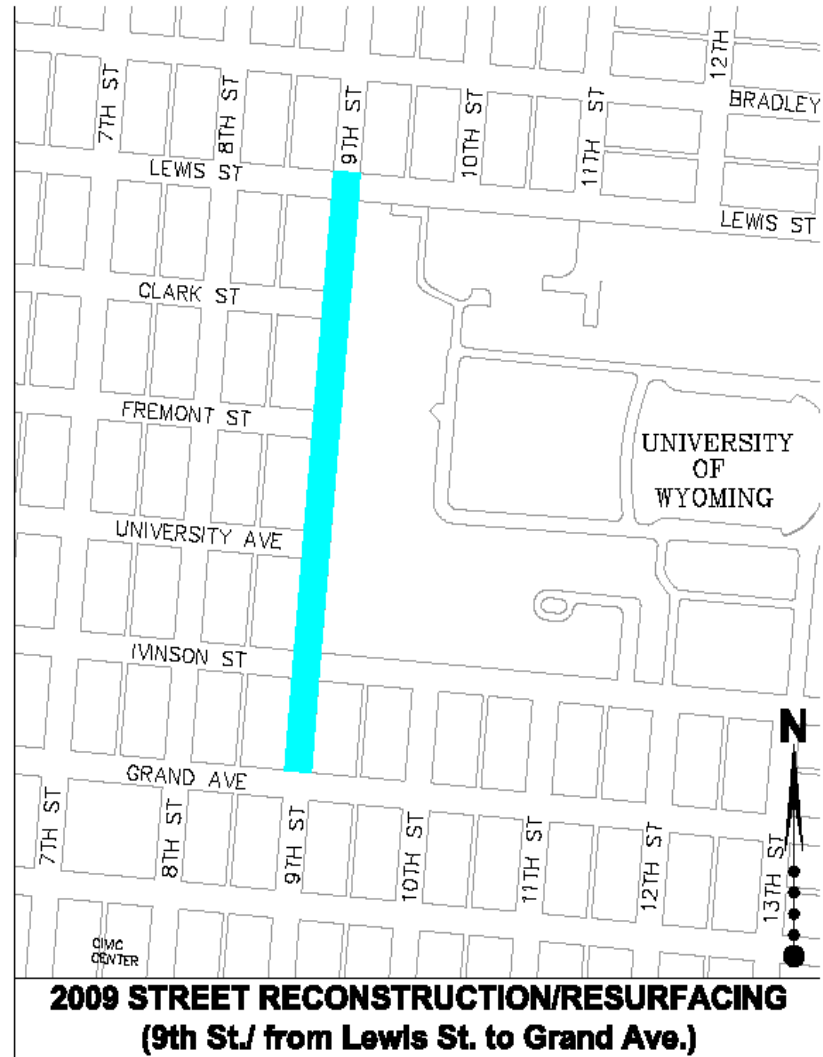 12TH
BRADLEY
7TH ST
8TH ST
9TH ST
10TH ST
11TH ST
LEWIS ST
LEWIS ST
CLARK ST
FREMONT ST
UNIVERSITY
OF
WYOMING
UNIVERSITY AVE
IVINSON ST
N
GRAND AVE
7TH ST
8TH ST
9TH ST
10TH ST
11TH ST
12TH ST
13TH ST
CIVIC
CENTER
2009 STREET RECONSTRUCTION/RESURFACING
(9th St./ from Lewis St. to Grand Ave.)